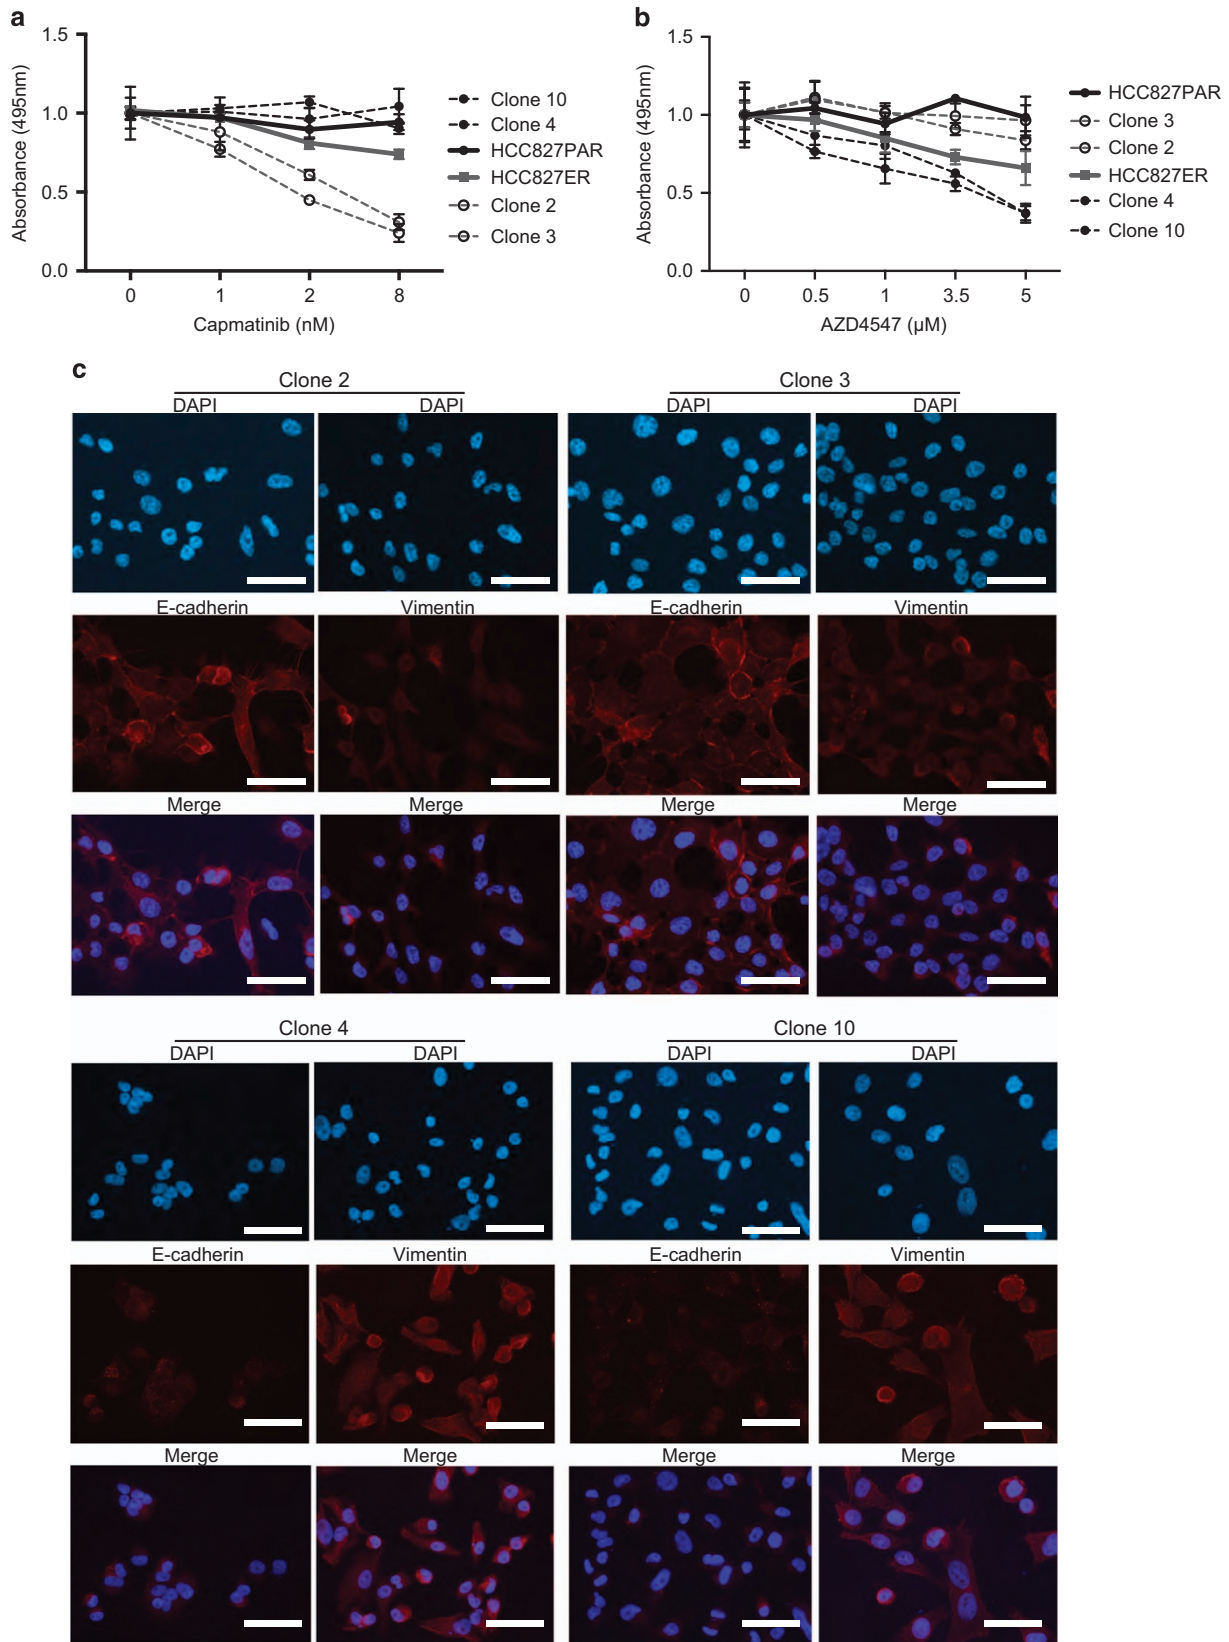 a
1.5
1.0
0.5
0.0
Absorbance (495nm)
0 1 2 8
Capmatinib (nM)
Clone 10
Clone 4
HCC827PAR
HCC827ER
Clone 2
Clone 3
b
1.5
1.0
0.5
0.0
Absorbance (495nm)
0 0.5 1 3.5 5
AZD4547 (µM)
HCC827PAR
Clone 3
Clone 2
HCC827ER
Clone 4
Clone 10
c
Clone 2 Clone 3
DAPI DAPI DAPI DAPI
E-cadherin Vimentin E-cadherin Vimentin
Merge Merge Merge Merge
Clone 4 Clone 10
DAPI DAPI DAPI DAPI
E-cadherin Vimentin E-cadherin Vimentin
Merge Merge Merge Merge